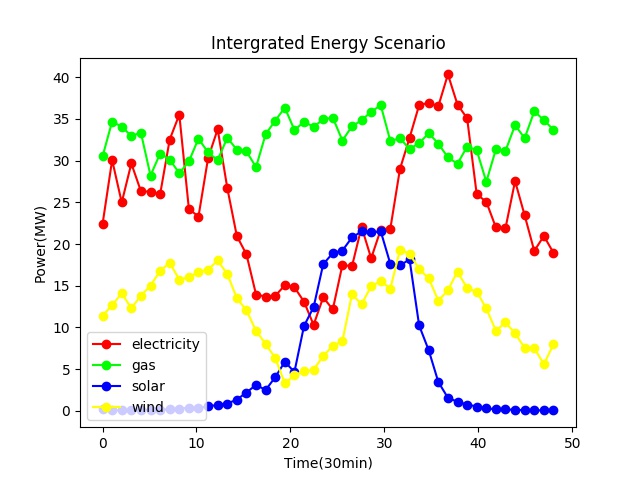 Intergrated Energy Scenario
Power(MW)
40
35
30
25
20
15
10
5
0
electricity
gas
solar
wind
0 10 20 30 40 50
Time(30min)